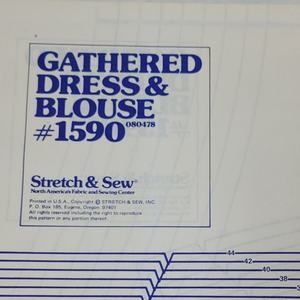 GATHERED
DRESS &
BLOUSE
#1590 080478
Stretch & Sew®
North America's Fabric and Sewing Center
Printed in U.S.A., Copyright © STRETCH & SEW, INC.
P. O. Box 185, Eugene, Oregon 97401
All rights reserved including the right to reproduce
this pattern or any portion thereof.
44
42
40
38